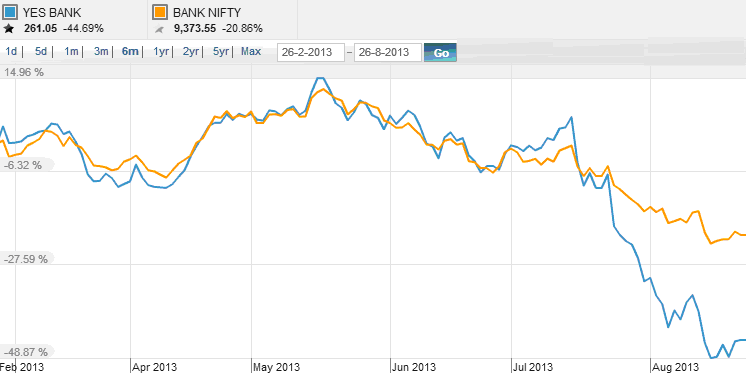 YES BANK
261.05 -44.69%
BANK NIFTY
9,373.55 -20.86%
1d 5d 1m 3m 6m 1yr 2yr 5yr Max 26-2-2013 – 26-8-2013 Go
14.96 %
-6.32 %
-27.59 %
-48.87 %
Feb 2013 Apr 2013 May 2013 Jun 2013 Jul 2013 Aug 2013